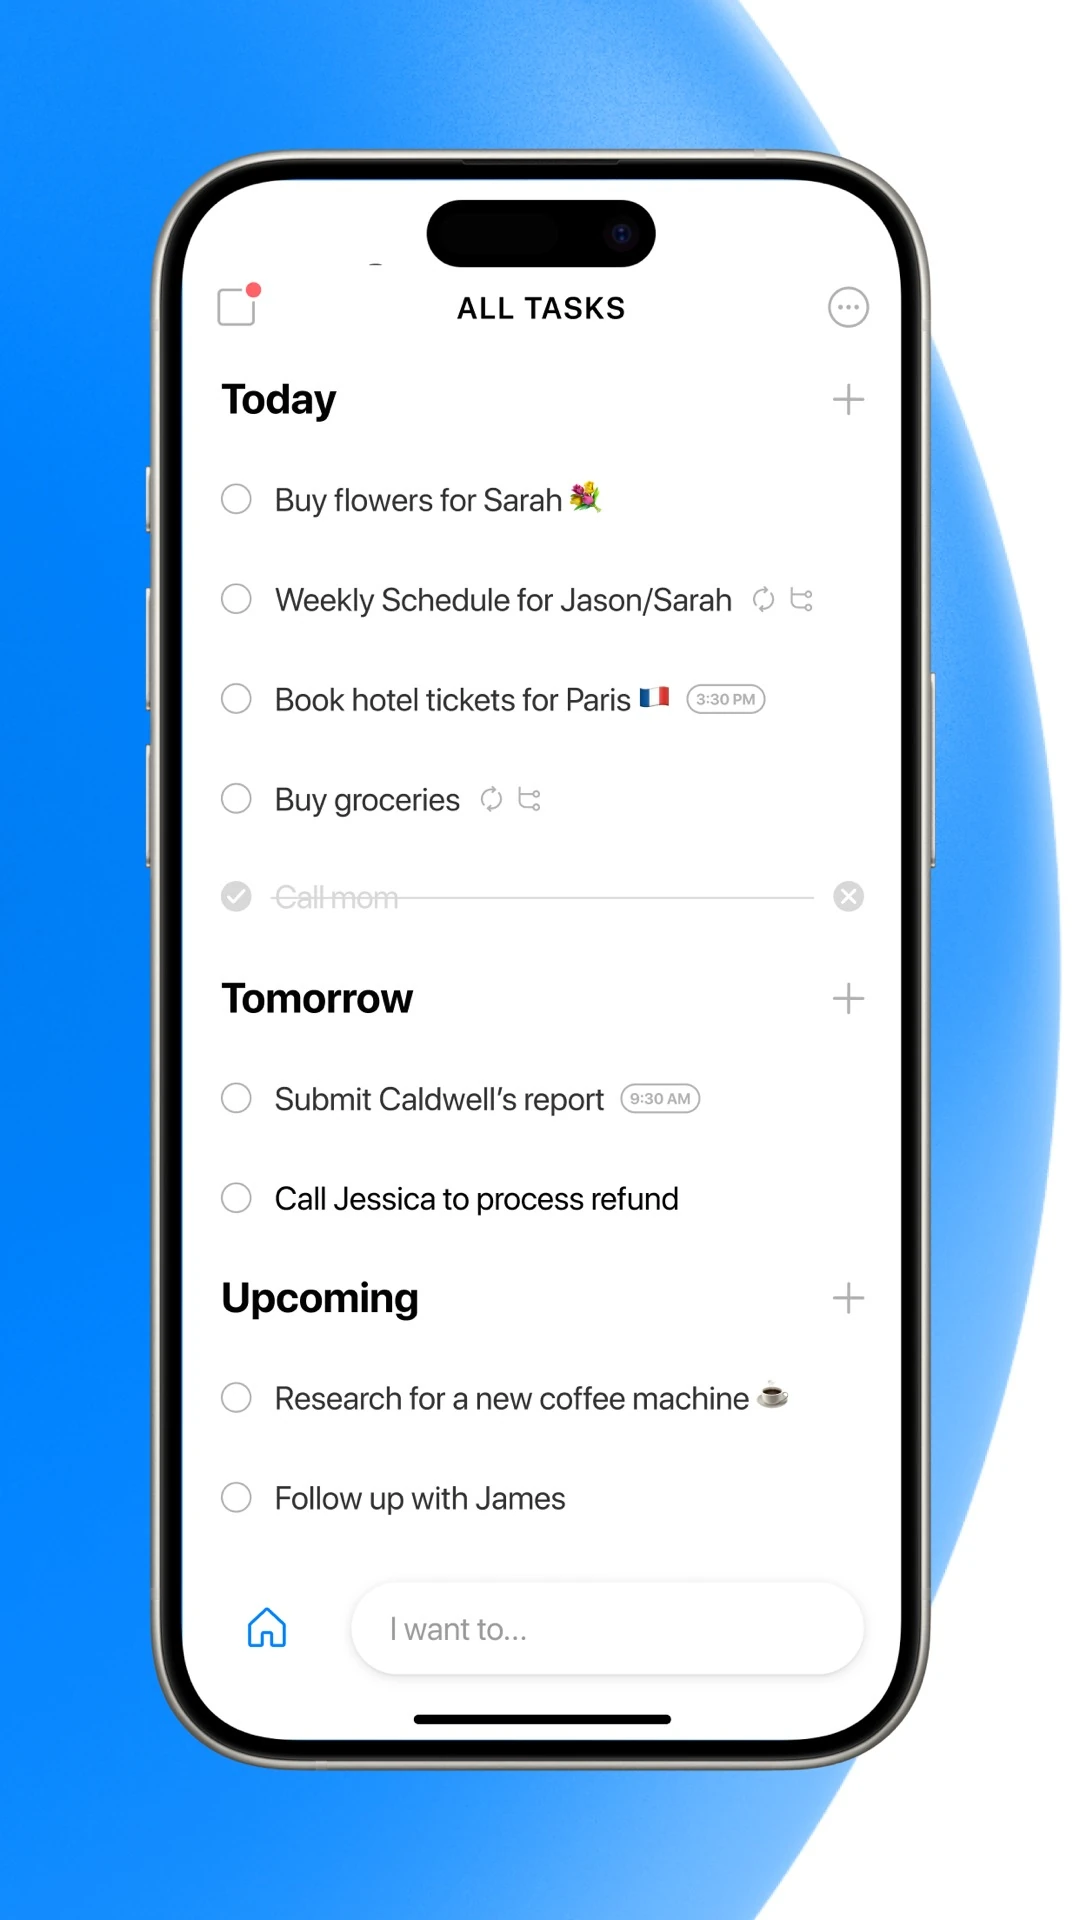 ALL TASKS
Today
Buy flowers for Sarah 💐
Weekly Schedule for Jason/Sarah
Book hotel tickets for Paris 🇫🇷 3:30 PM
Buy groceries
Call mom
Tomorrow
Submit Caldwell’s report 9:30 AM
Call Jessica to process refund
Upcoming
Research for a new coffee machine ☕
Follow up with James
I want to...